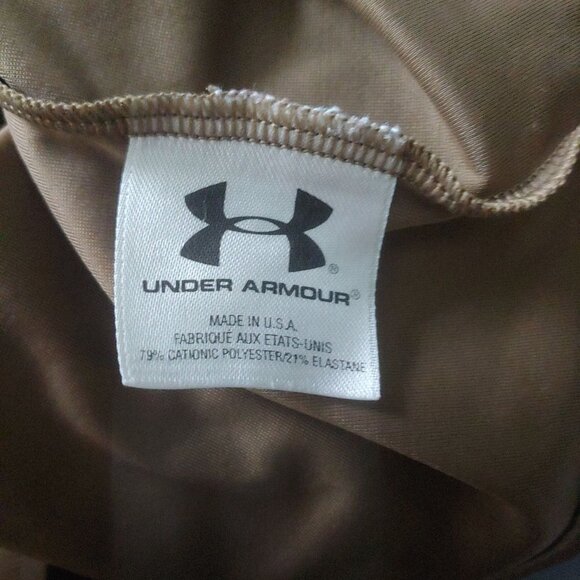 ®
UNDER ARMOUR®
MADE IN U.S.A.
FABRIQUÉ AUX ETATS-UNIS
79% CATIONIC POLYESTER/21% ELASTANE